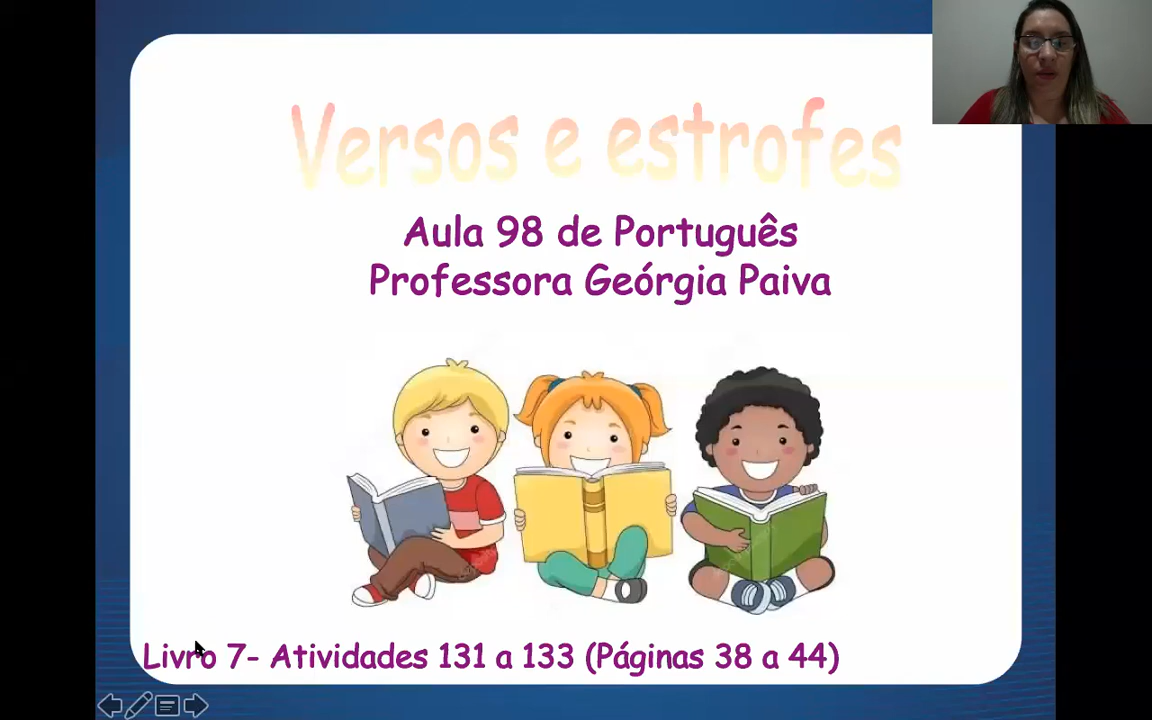 Versos e estrofes
Aula 98 de Português
Professora Geórgia Paiva
Livro 7- Atividades 131 a 133 (Páginas 38 a 44)